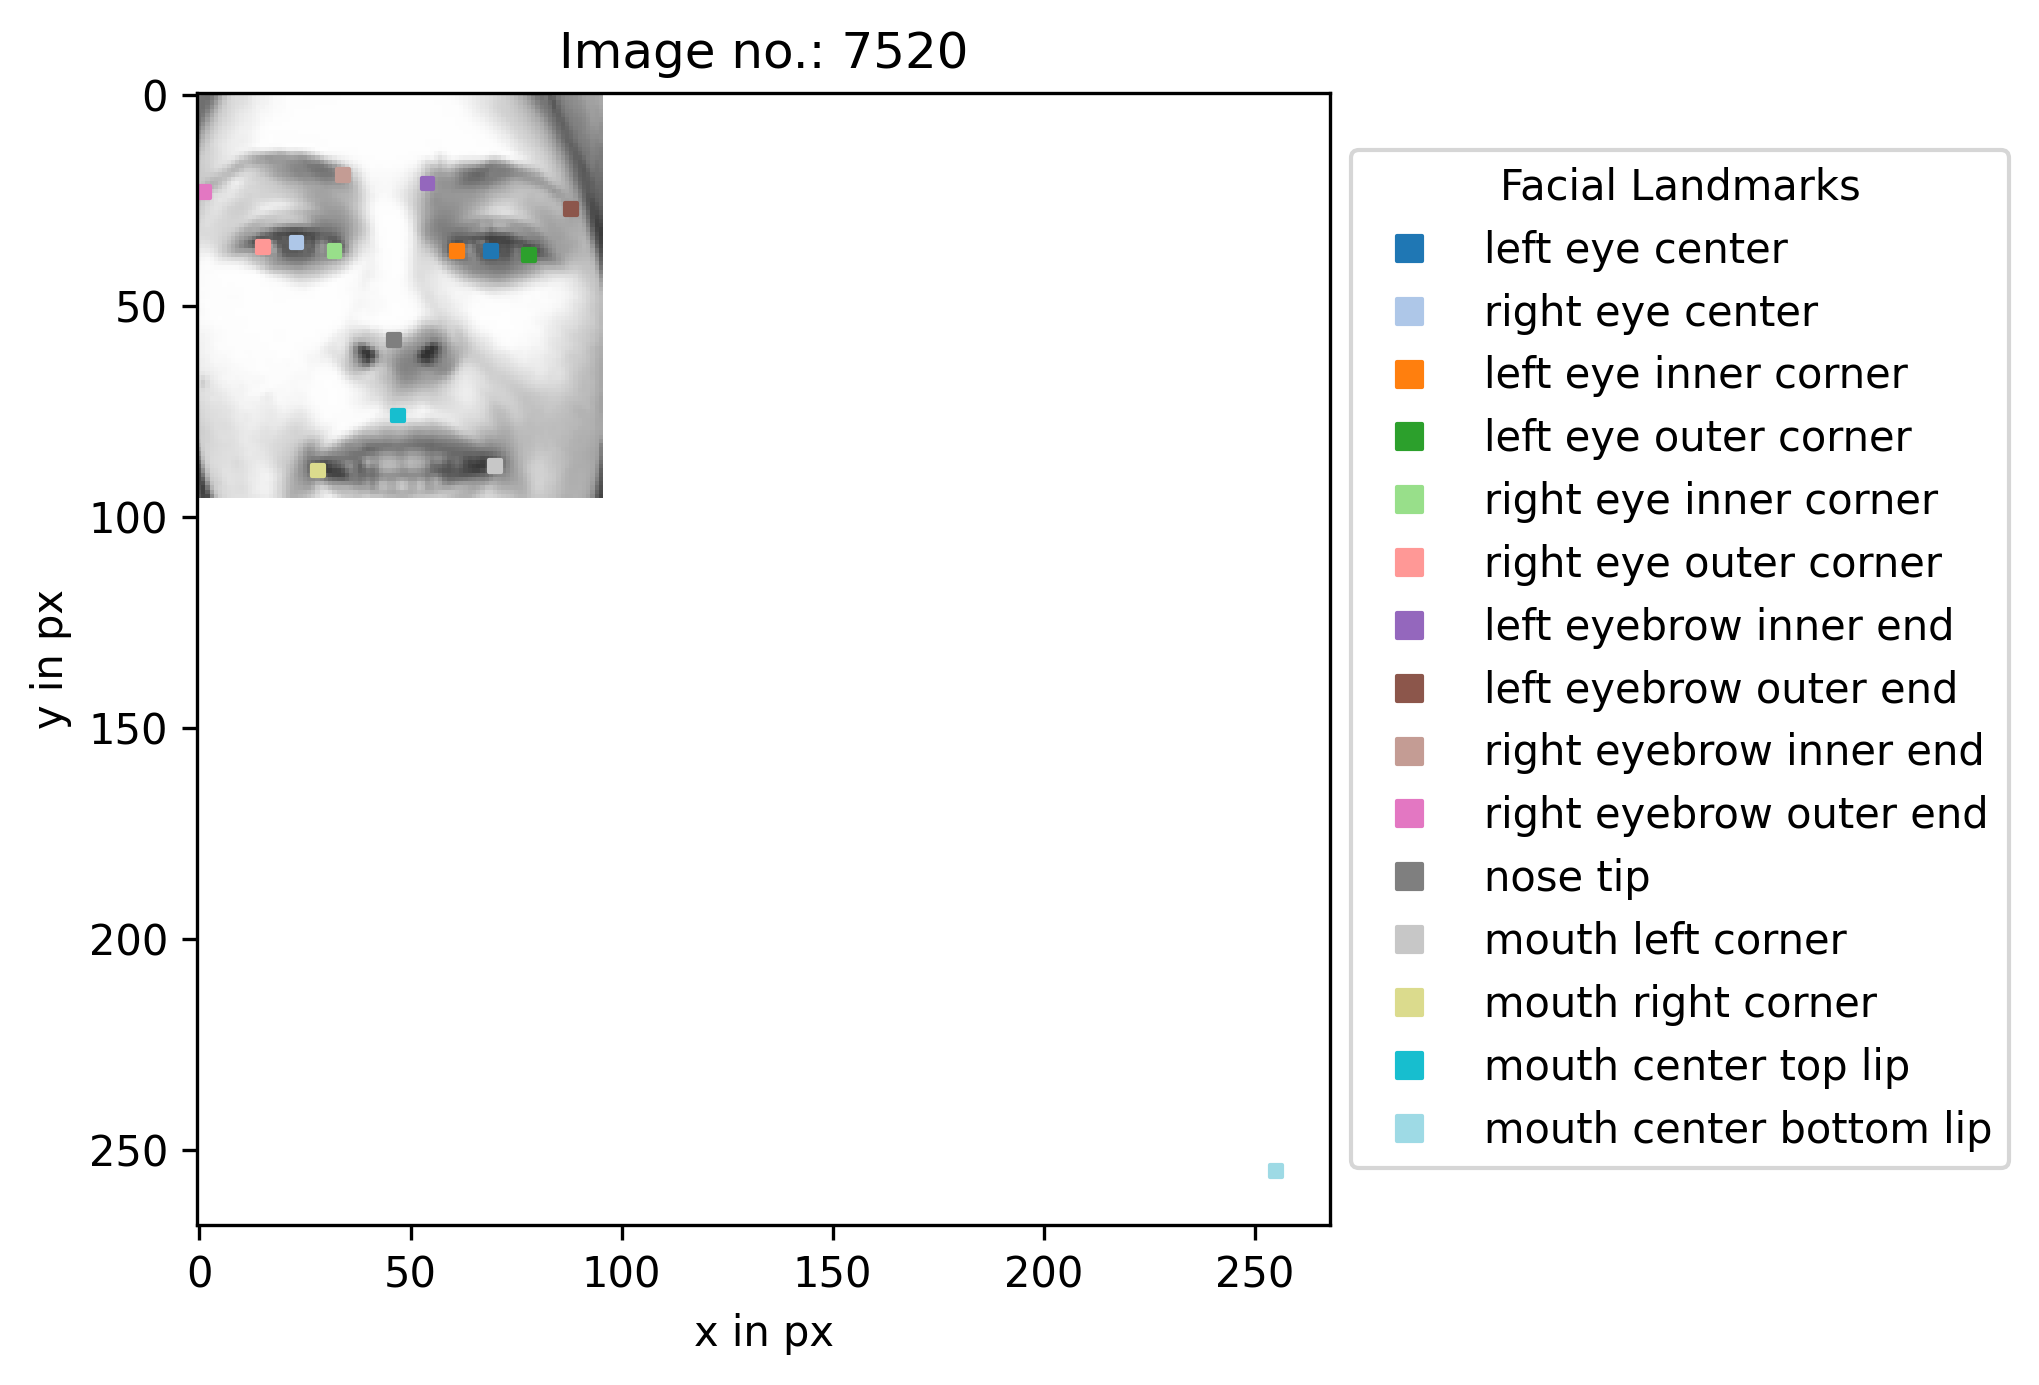 Image no.: 7520
0
50
100
150
200
250
y in px
0 50 100 150 200 250
x in px
Facial Landmarks
left eye center
right eye center
left eye inner corner
left eye outer corner
right eye inner corner
right eye outer corner
left eyebrow inner end
left eyebrow outer end
right eyebrow inner end
right eyebrow outer end
nose tip
mouth left corner
mouth right corner
mouth center top lip
mouth center bottom lip